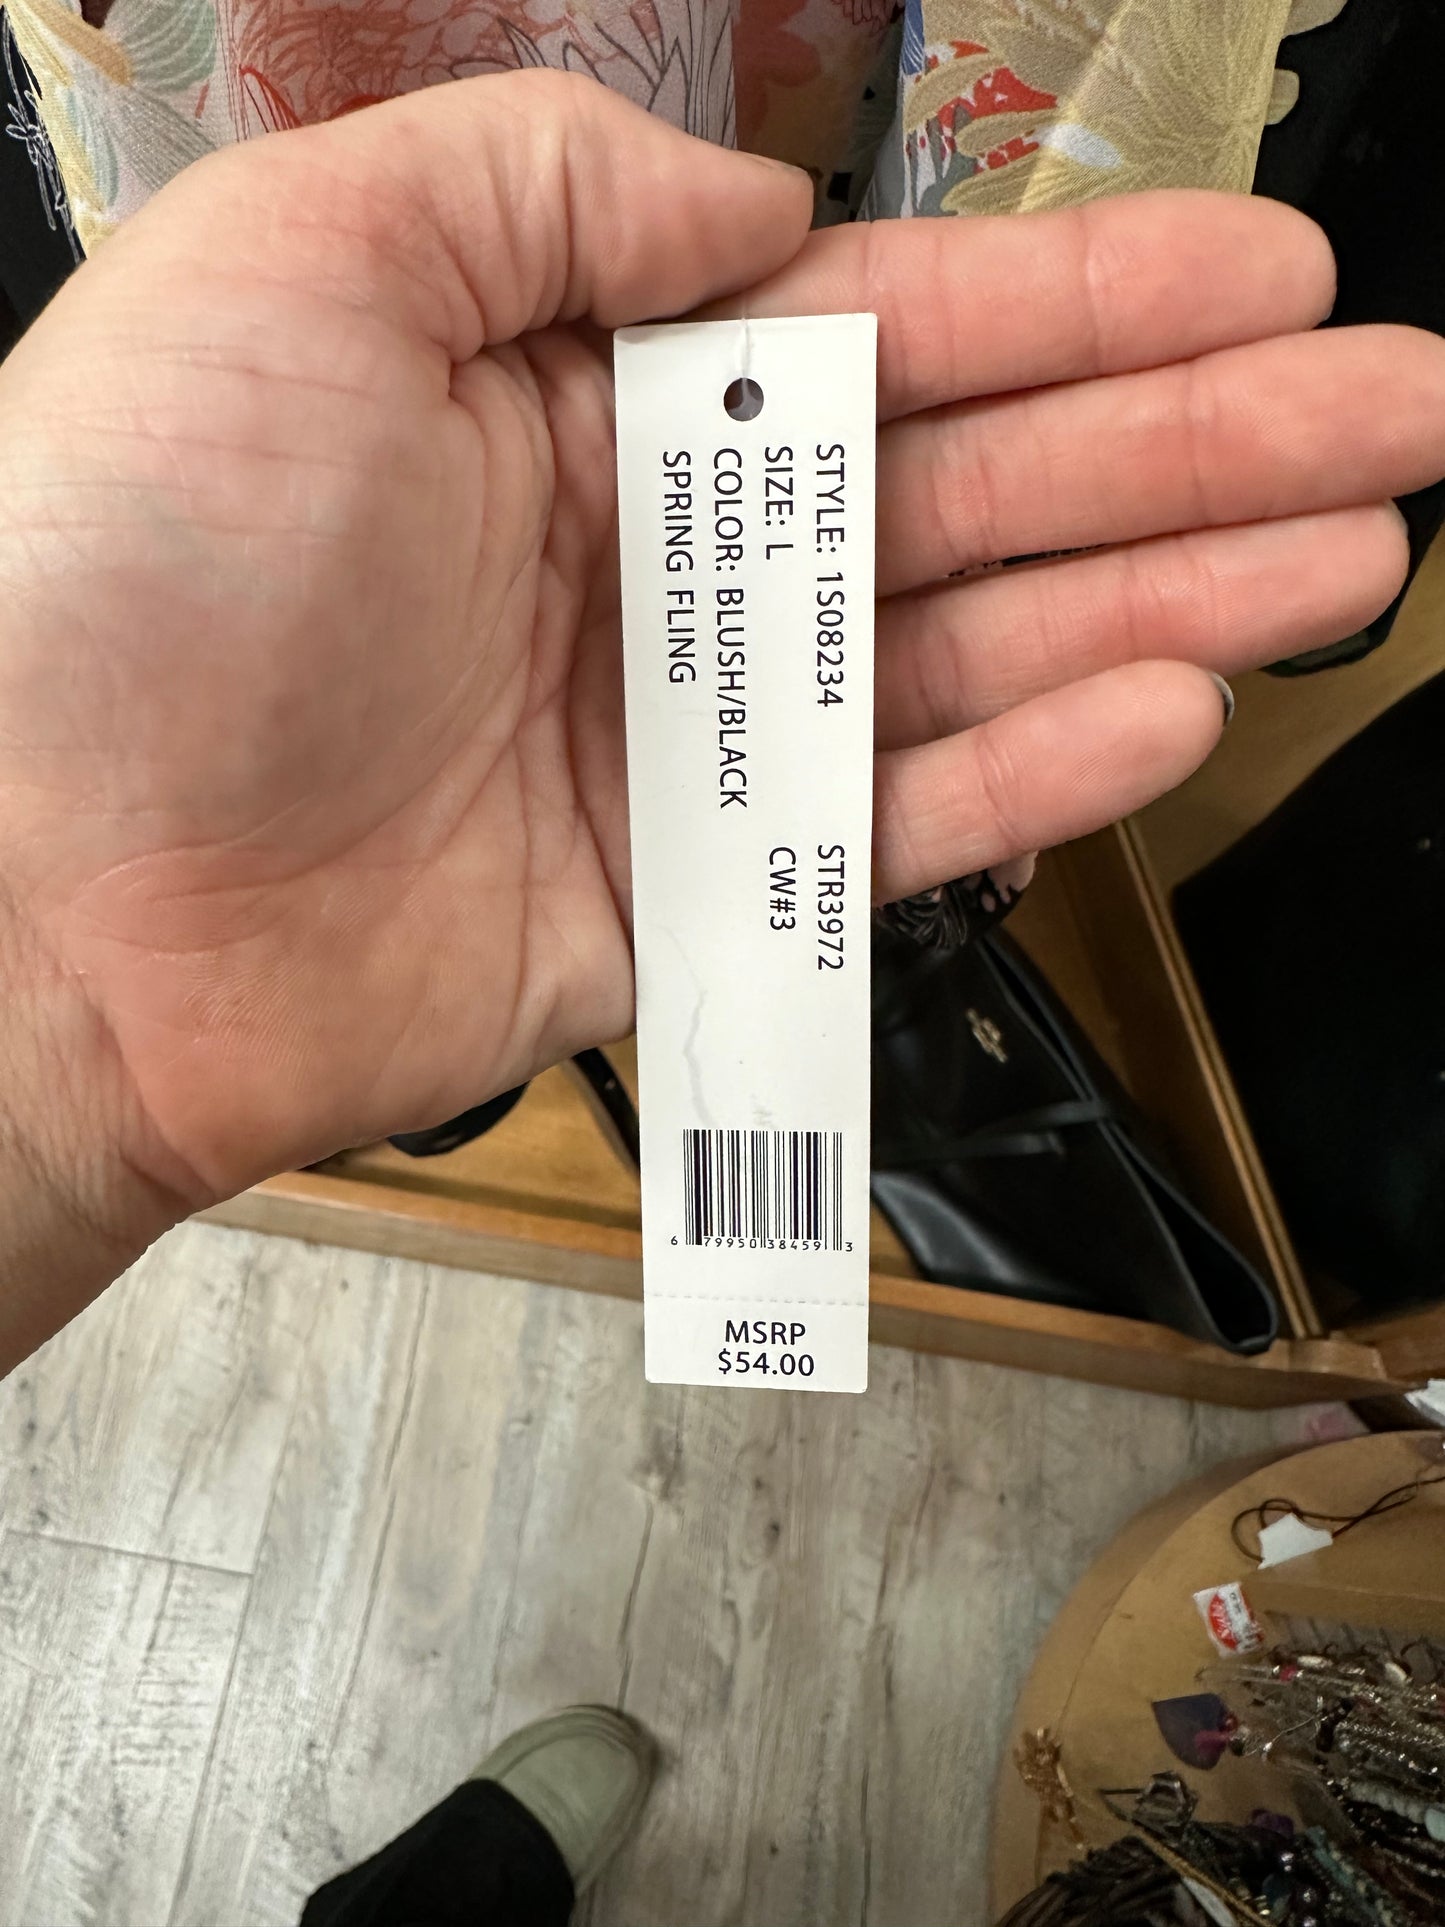 STYLE: 1S08234 STR3972
SIZE: L CW#3
COLOR: BLUSH/BLACK
SPRING FLING
6 79950 38459 3
MSRP
$54.00